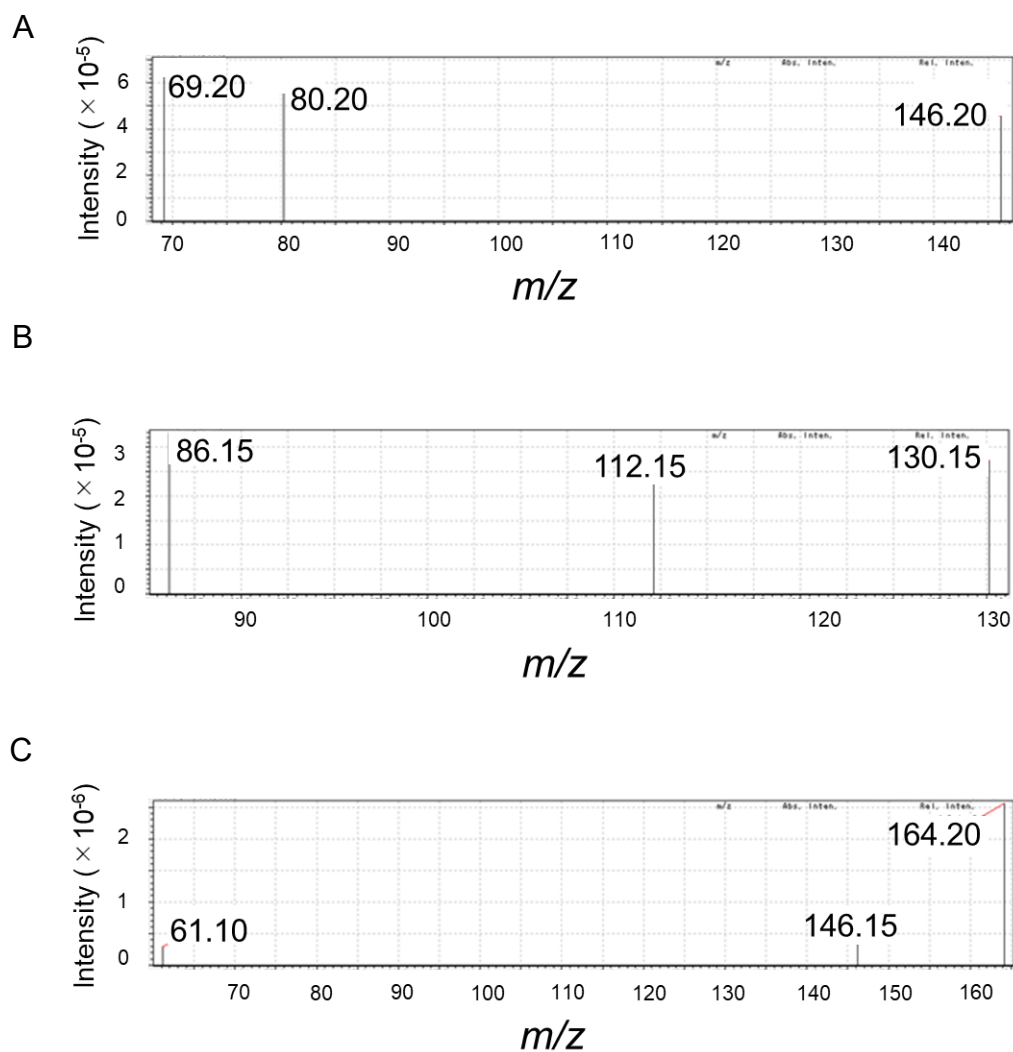 A
Intensity ( × 10-5)
6
4
2
0
69.20
80.20
m/z Abs. Inten. Rel. Inten.
146.20
70 80 90 100 110 120 130 140
m/z
B
Intensity ( × 10-5)
3
2
1
0
86.15
112.15
m/z Abs. Inten. Rel. Inten.
130.15
90 100 110 120 130
m/z
C
Intensity ( × 10-6)
2
1
0
61.10
146.15
m/z Abs. Inten. Rel. Inten.
164.20
70 80 90 100 110 120 130 140 150 160
m/z